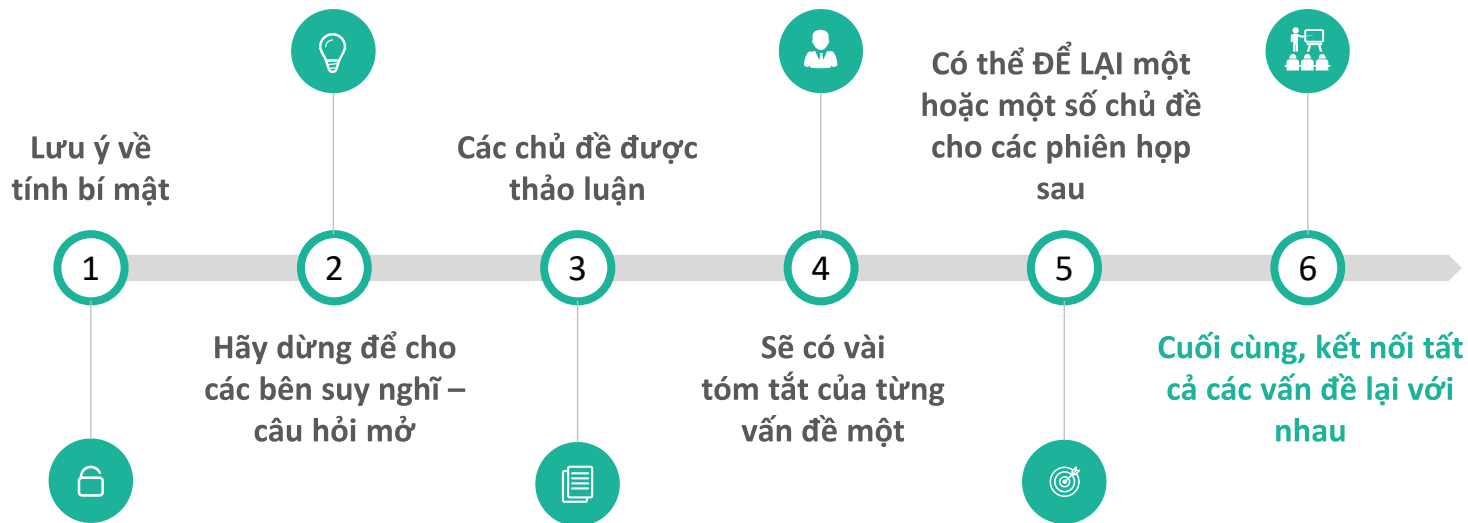 1
Lưu ý về
tính bí mật
2
Hãy dừng để cho
các bên suy nghĩ –
câu hỏi mở
3
Các chủ đề được
thảo luận
4
Sẽ có vài
tóm tắt của từng
vấn đề một
5
Có thể ĐỂ LẠI một
hoặc một số chủ đề
cho các phiên họp
sau
6
Cuối cùng, kết nối tất
cả các vấn đề lại với
nhau